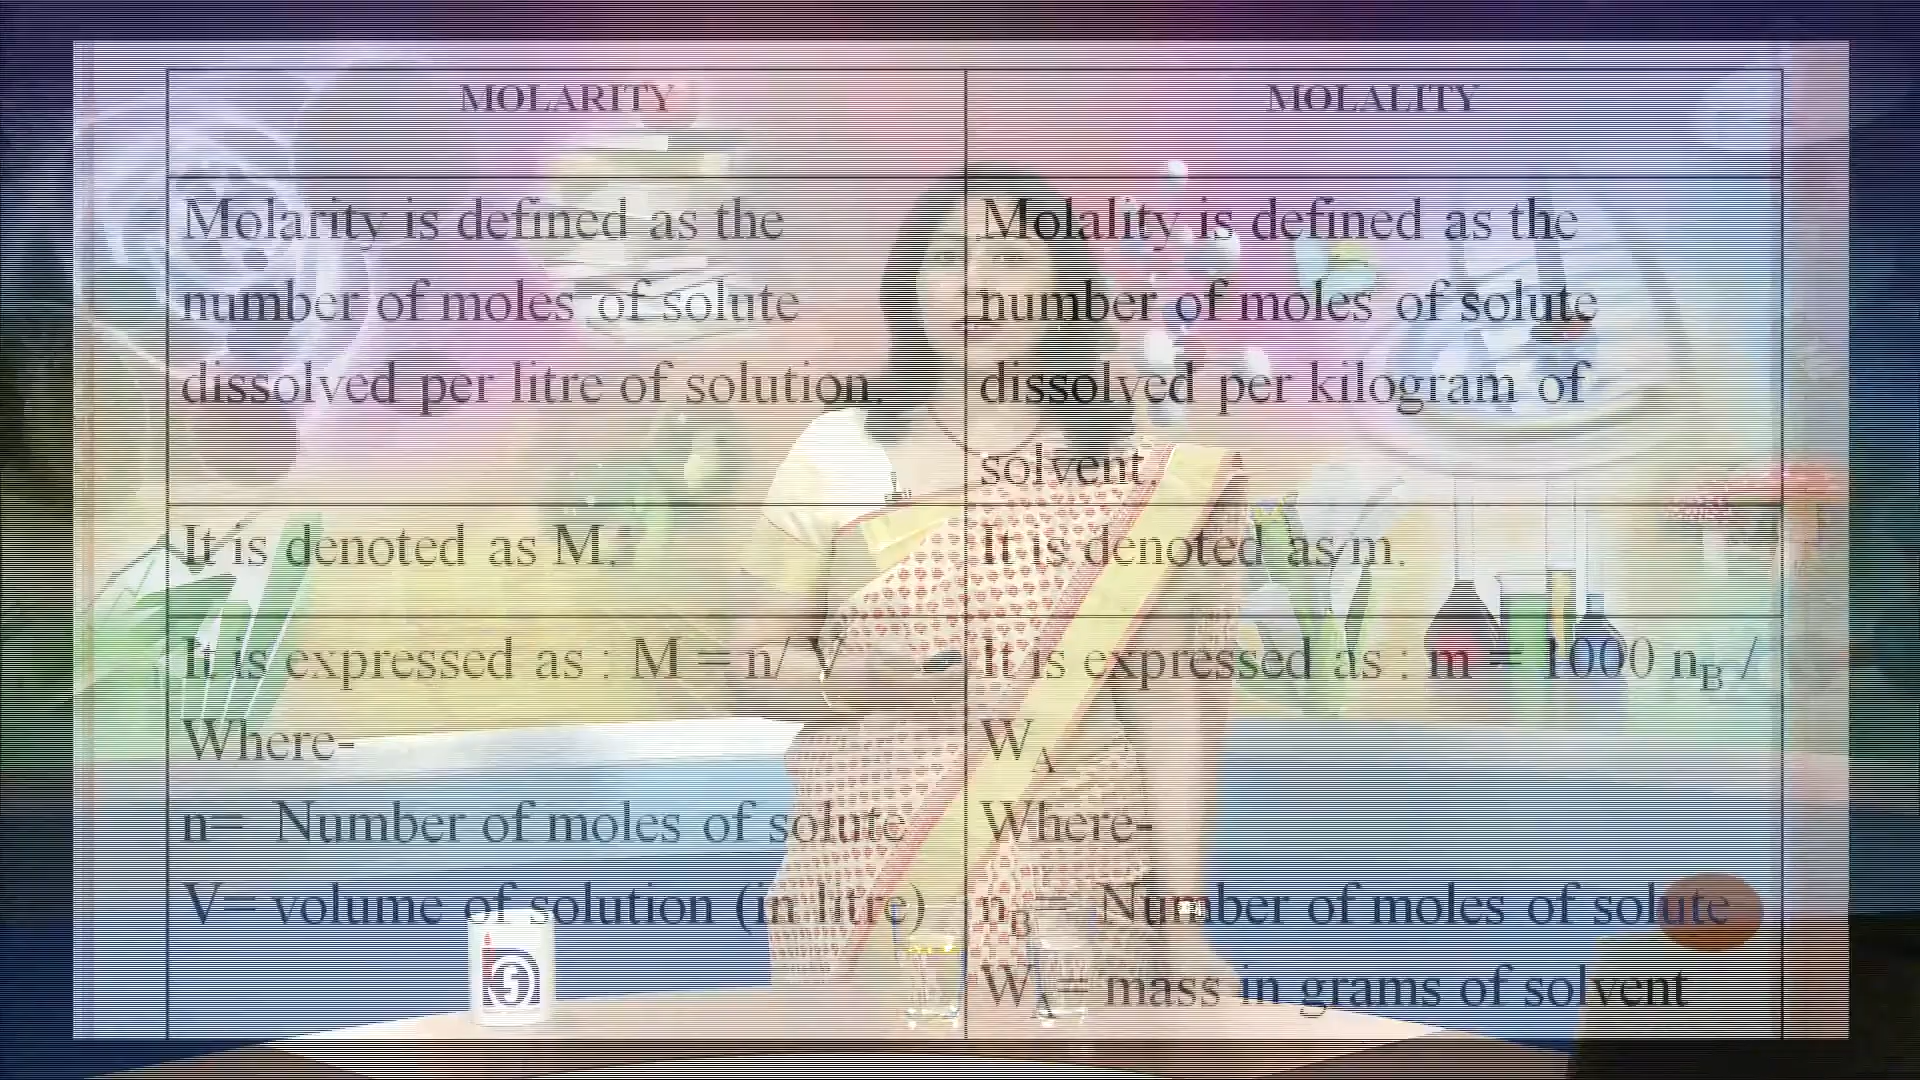 MOLARITY
Molarity is defined as the
number of moles of solute
dissolved per litre of solution.
It is denoted as M.
It is expressed as : M = n/ V
Where-
n= Number of moles of solute
V= volume of solution (in litre)
MOLALITY
Molality is defined as the
number of moles of solute
dissolved per kilogram of
solvent.
It is denoted as m.
It is expressed as : m = 1000 nB /
WA
Where-
nB= Number of moles of solute
WA= mass in grams of solvent